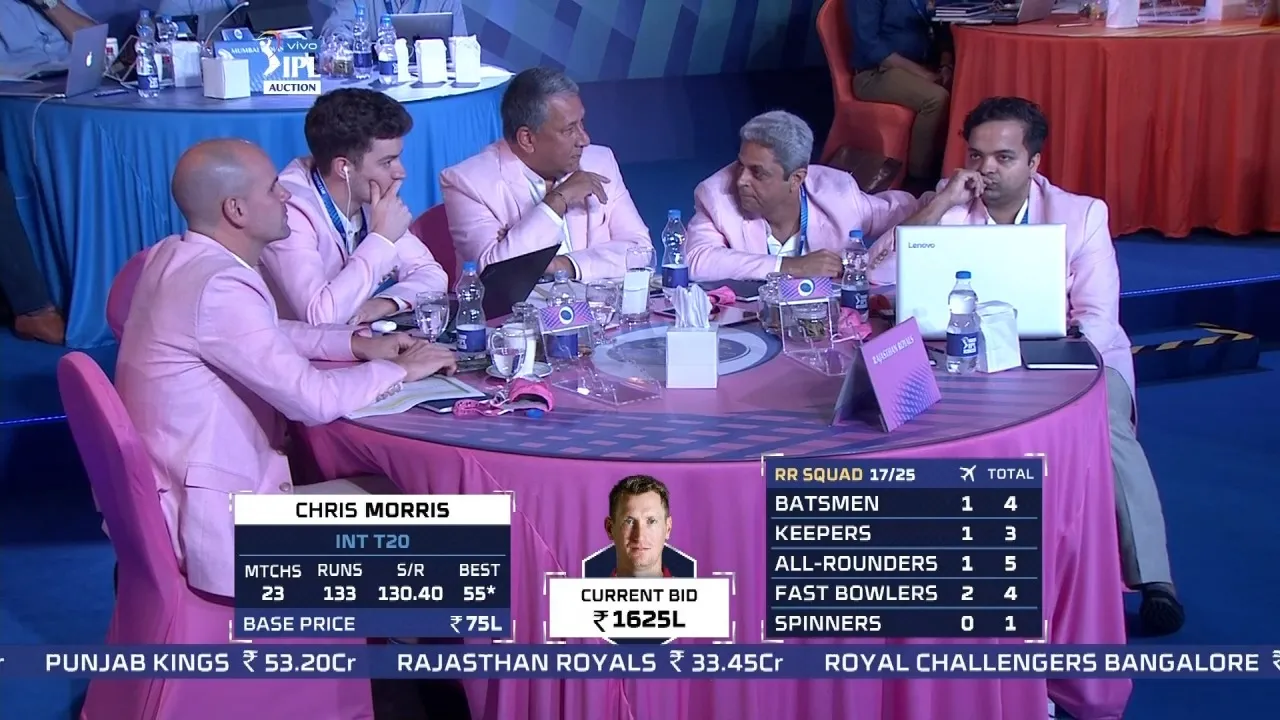 MUMBAI
vivo
IPL
AUCTION
Lenovo
RAJASTHAN ROYALS
IPL
CHRIS MORRIS
INT T20
MTCHS RUNS S/R BEST
23 133 130.40 55*
BASE PRICE ₹75L
CURRENT BID
₹1625L
RR SQUAD 17/25 TOTAL
BATSMEN 1 4
KEEPERS 1 3
ALL-ROUNDERS 1 5
FAST BOWLERS 2 4
SPINNERS 0 1
PUNJAB KINGS ₹ 53.20Cr RAJASTHAN ROYALS ₹ 33.45Cr ROYAL CHALLENGERS BANGALORE ₹